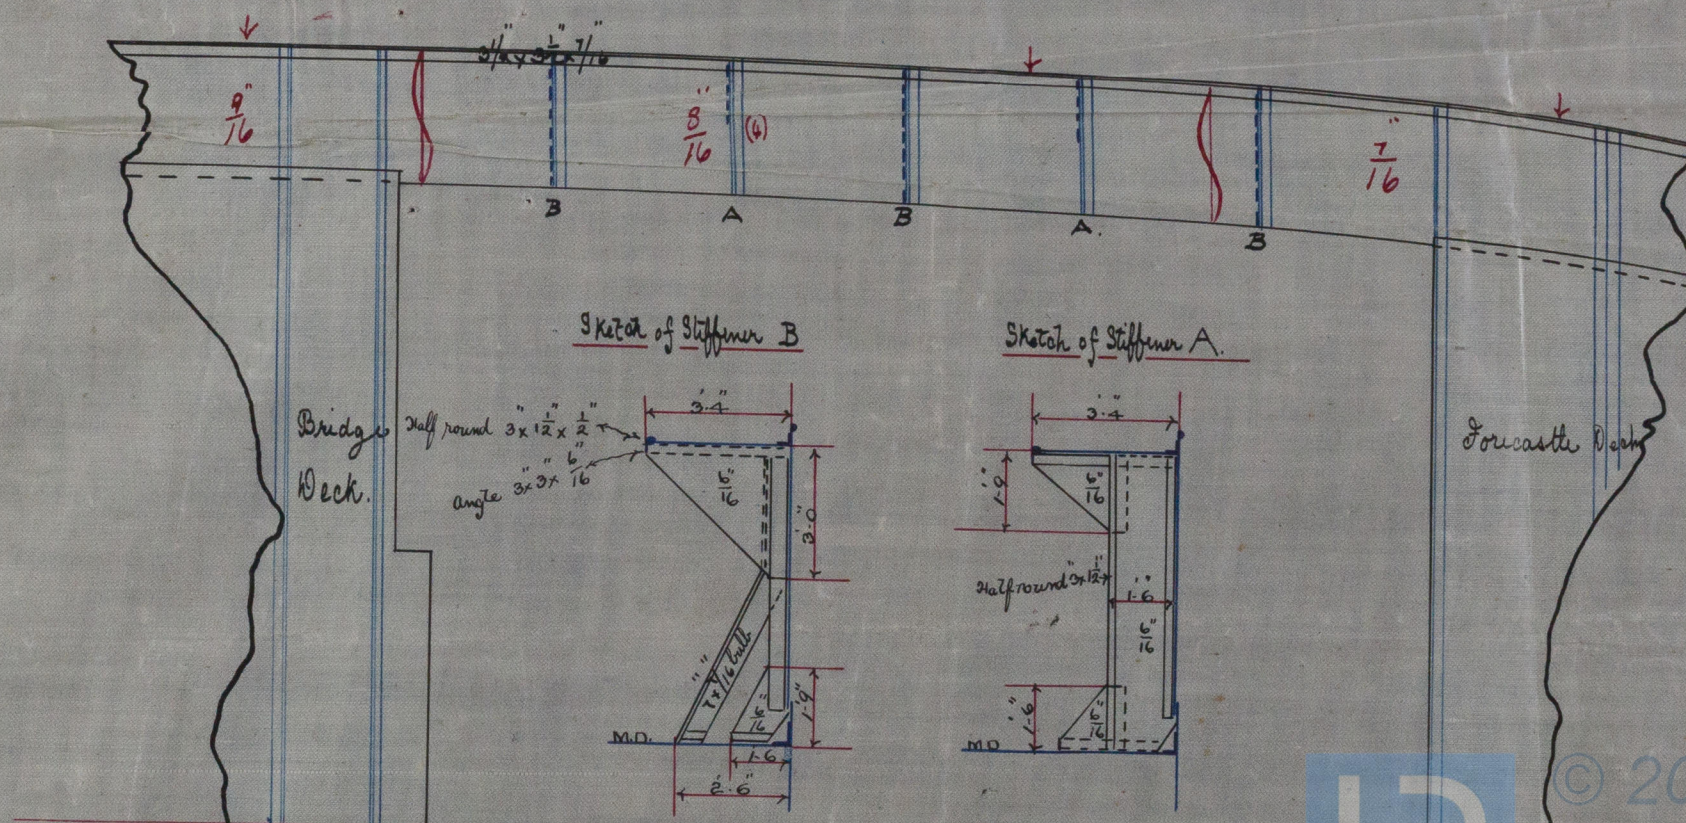 3½" x 3½" x 7/16"
9/16"
8/16" (4)
7/16"
B
A
B
A.
B
Sketch of Stiffener B
Sketch of Stiffener A.
Bridge
Deck.
Forecastle Deck
Half round 3" x 1½" x ½"
angle 3" x 3" x 6/16"
3'.4"
6/16"
3'.0"
7" x 7/16" bulb
6/16"
1'.9"
M.D.
1.6"
2'.6"
3'.4"
1'.9"
6/16"
Half round 3" x 1½"
1'.6"
6/16"
1'.6"
6/16"
MD
© 20